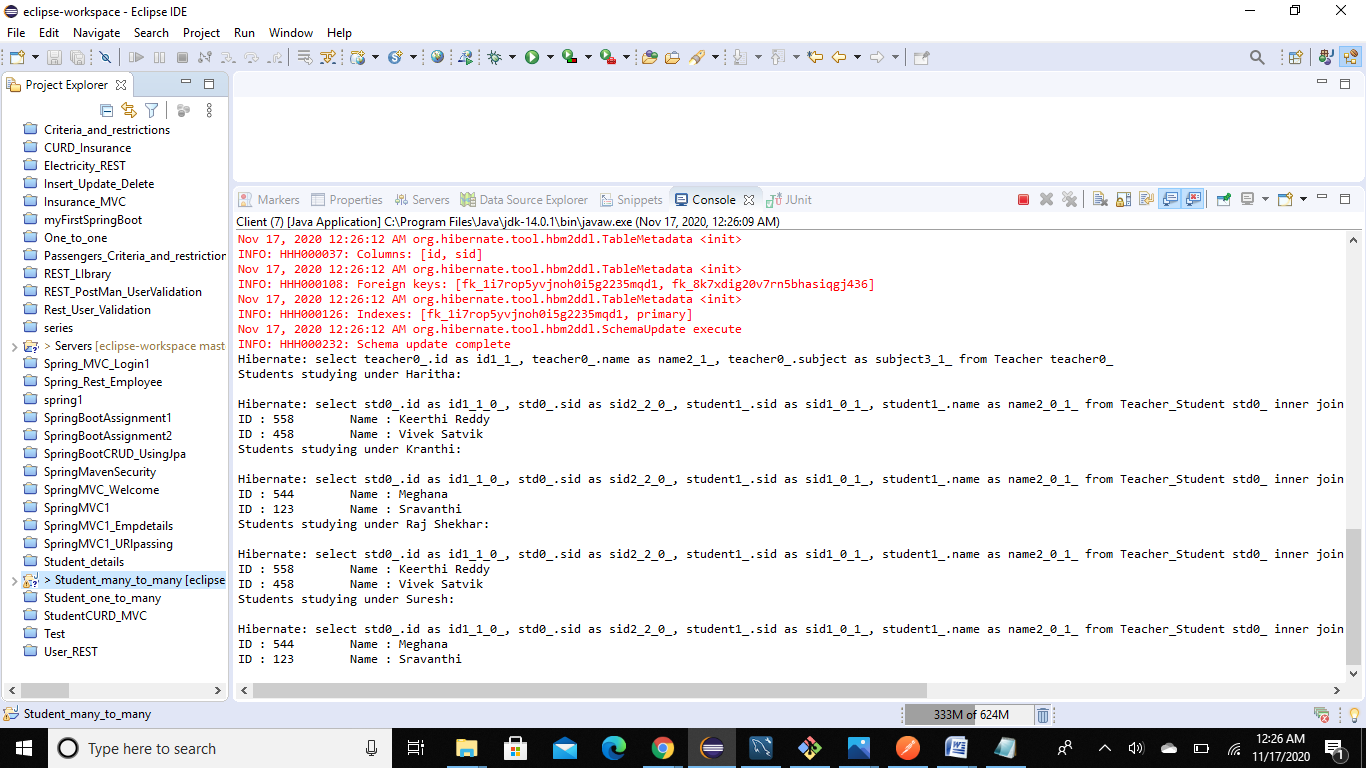 eclipse-workspace - Eclipse IDE
File Edit Navigate Search Project Run Window Help
Project Explorer
Criteria_and_restrictions
CURD_Insurance
Electricity_REST
Insert_Update_Delete
Insurance_MVC
myFirstSpringBoot
One_to_one
Passengers_Criteria_and_restriction
REST_LIbrary
REST_PostMan_UserValidation
Rest_User_Validation
series
> Servers [eclipse-workspace mast
Spring_MVC_Login1
Spring_Rest_Employee
spring1
SpringBootAssignment1
SpringBootAssignment2
SpringBootCRUD_UsingJpa
SpringMavenSecurity
SpringMVC_Welcome
SpringMVC1
SpringMVC1_Empdetails
SpringMVC1_URIpassing
Student_details
> Student_many_to_many [eclipse
Student_one_to_many
StudentCURD_MVC
Test
User_REST
Markers Properties Servers Data Source Explorer Snippets Console JUnit
Client (7) [Java Application] C:\Program Files\Java\jdk-14.0.1\bin\javaw.exe (Nov 17, 2020, 12:26:09 AM)
Nov 17, 2020 12:26:12 AM org.hibernate.tool.hbm2ddl.TableMetadata <init>
INFO: HHH000037: Columns: [id, sid]
Nov 17, 2020 12:26:12 AM org.hibernate.tool.hbm2ddl.TableMetadata <init>
INFO: HHH000108: Foreign keys: [fk_1i7rop5yvjnoh0i5g2235mqd1, fk_8k7xdig20v7rn5bhasiqgj436]
Nov 17, 2020 12:26:12 AM org.hibernate.tool.hbm2ddl.TableMetadata <init>
INFO: HHH000126: Indexes: [fk_1i7rop5yvjnoh0i5g2235mqd1, primary]
Nov 17, 2020 12:26:12 AM org.hibernate.tool.hbm2ddl.SchemaUpdate execute
INFO: HHH000232: Schema update complete
Hibernate: select teacher0_.id as id1_1_, teacher0_.name as name2_1_, teacher0_.subject as subject3_1_ from Teacher teacher0_
Students studying under Haritha:
Hibernate: select std0_.id as id1_1_0_, std0_.sid as sid2_2_0_, student1_.sid as sid1_0_1_, student1_.name as name2_0_1_ from Teacher_Student std0_ inner join
ID : 558 Name : Keerthi Reddy
ID : 458 Name : Vivek Satvik
Students studying under Kranthi:
Hibernate: select std0_.id as id1_1_0_, std0_.sid as sid2_2_0_, student1_.sid as sid1_0_1_, student1_.name as name2_0_1_ from Teacher_Student std0_ inner join
ID : 544 Name : Meghana
ID : 123 Name : Sravanthi
Students studying under Raj Shekhar:
Hibernate: select std0_.id as id1_1_0_, std0_.sid as sid2_2_0_, student1_.sid as sid1_0_1_, student1_.name as name2_0_1_ from Teacher_Student std0_ inner join
ID : 558 Name : Keerthi Reddy
ID : 458 Name : Vivek Satvik
Students studying under Suresh:
Hibernate: select std0_.id as id1_1_0_, std0_.sid as sid2_2_0_, student1_.sid as sid1_0_1_, student1_.name as name2_0_1_ from Teacher_Student std0_ inner join
ID : 544 Name : Meghana
ID : 123 Name : Sravanthi
Student_many_to_many
333M of 624M
Type here to search
12:26 AM
11/17/2020
1